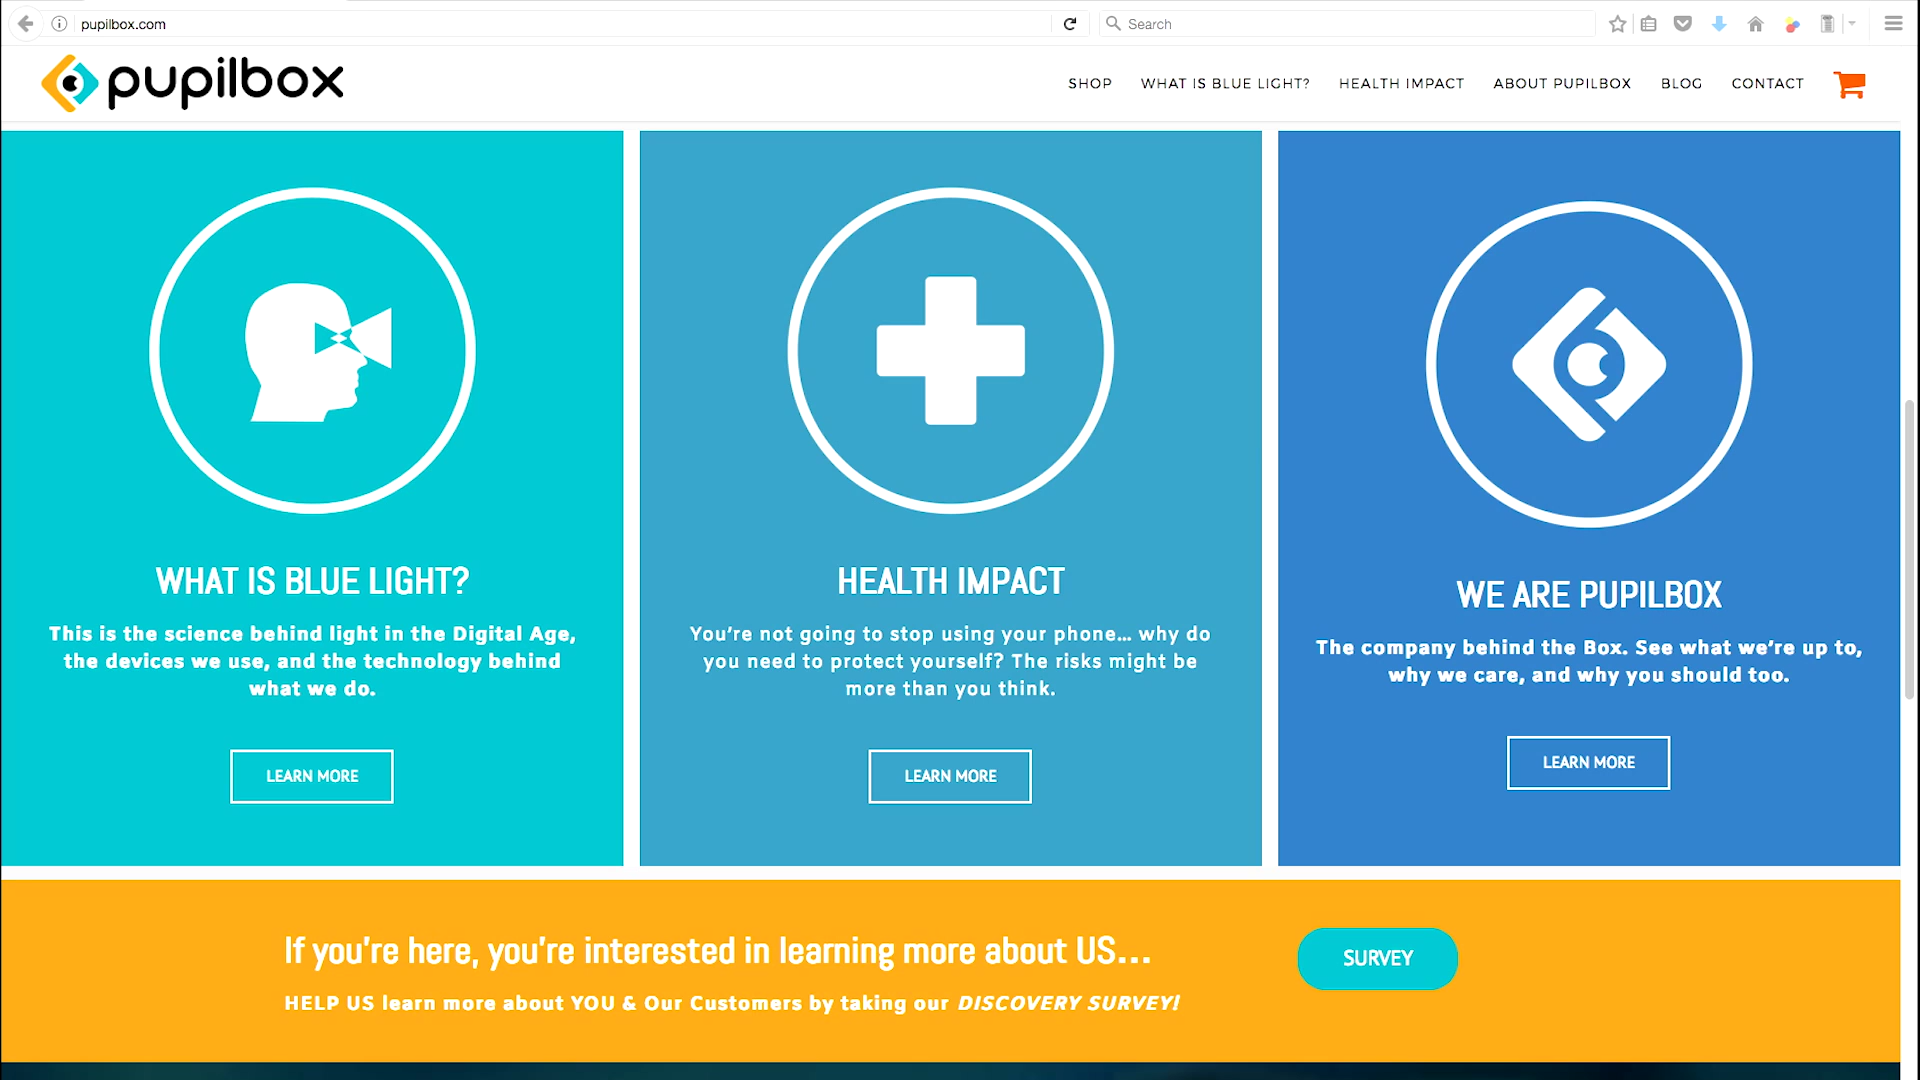 pupilbox.com
Search
pupilbox
SHOP WHAT IS BLUE LIGHT? HEALTH IMPACT ABOUT PUPILBOX BLOG CONTACT
WHAT IS BLUE LIGHT?
This is the science behind light in the Digital Age,
the devices we use, and the technology behind
what we do.
LEARN MORE
HEALTH IMPACT
You're not going to stop using your phone... why do
you need to protect yourself? The risks might be
more than you think.
LEARN MORE
WE ARE PUPILBOX
The company behind the Box. See what we're up to,
why we care, and why you should too.
LEARN MORE
If you're here, you're interested in learning more about US...
HELP US learn more about YOU & Our Customers by taking our DISCOVERY SURVEY!
SURVEY